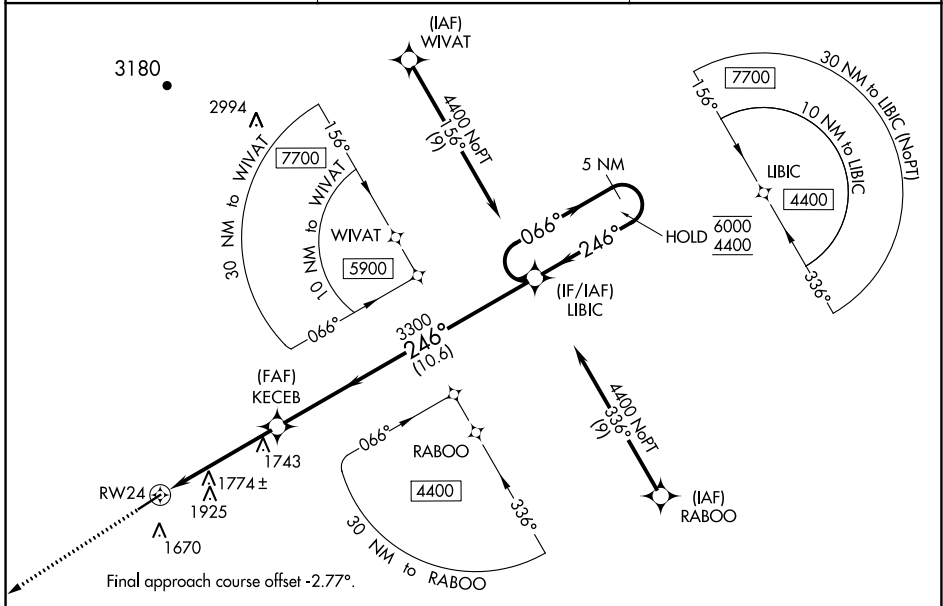 (IAF)
WIVAT
3180
2994
4400 NoPT
156°
(9)
7700
156°
30 NM to WIVAT
10 NM to WIVAT
WIVAT
5900
066°
5 NM
066°
246°
HOLD
6000
4400
(IF/IAF)
LIBIC
7700
156°
30 NM to LIBIC (NoPT)
10 NM to LIBIC
LIBIC
4400
336°
3300
246°
(10.6)
(FAF)
KECEB
1743
1774±
1925
RW24
1670
066°
RABOO
4400
336°
30 NM to RABOO
4400 NoPT
336°
(9)
(IAF)
RABOO
Final approach course offset -2.77°.